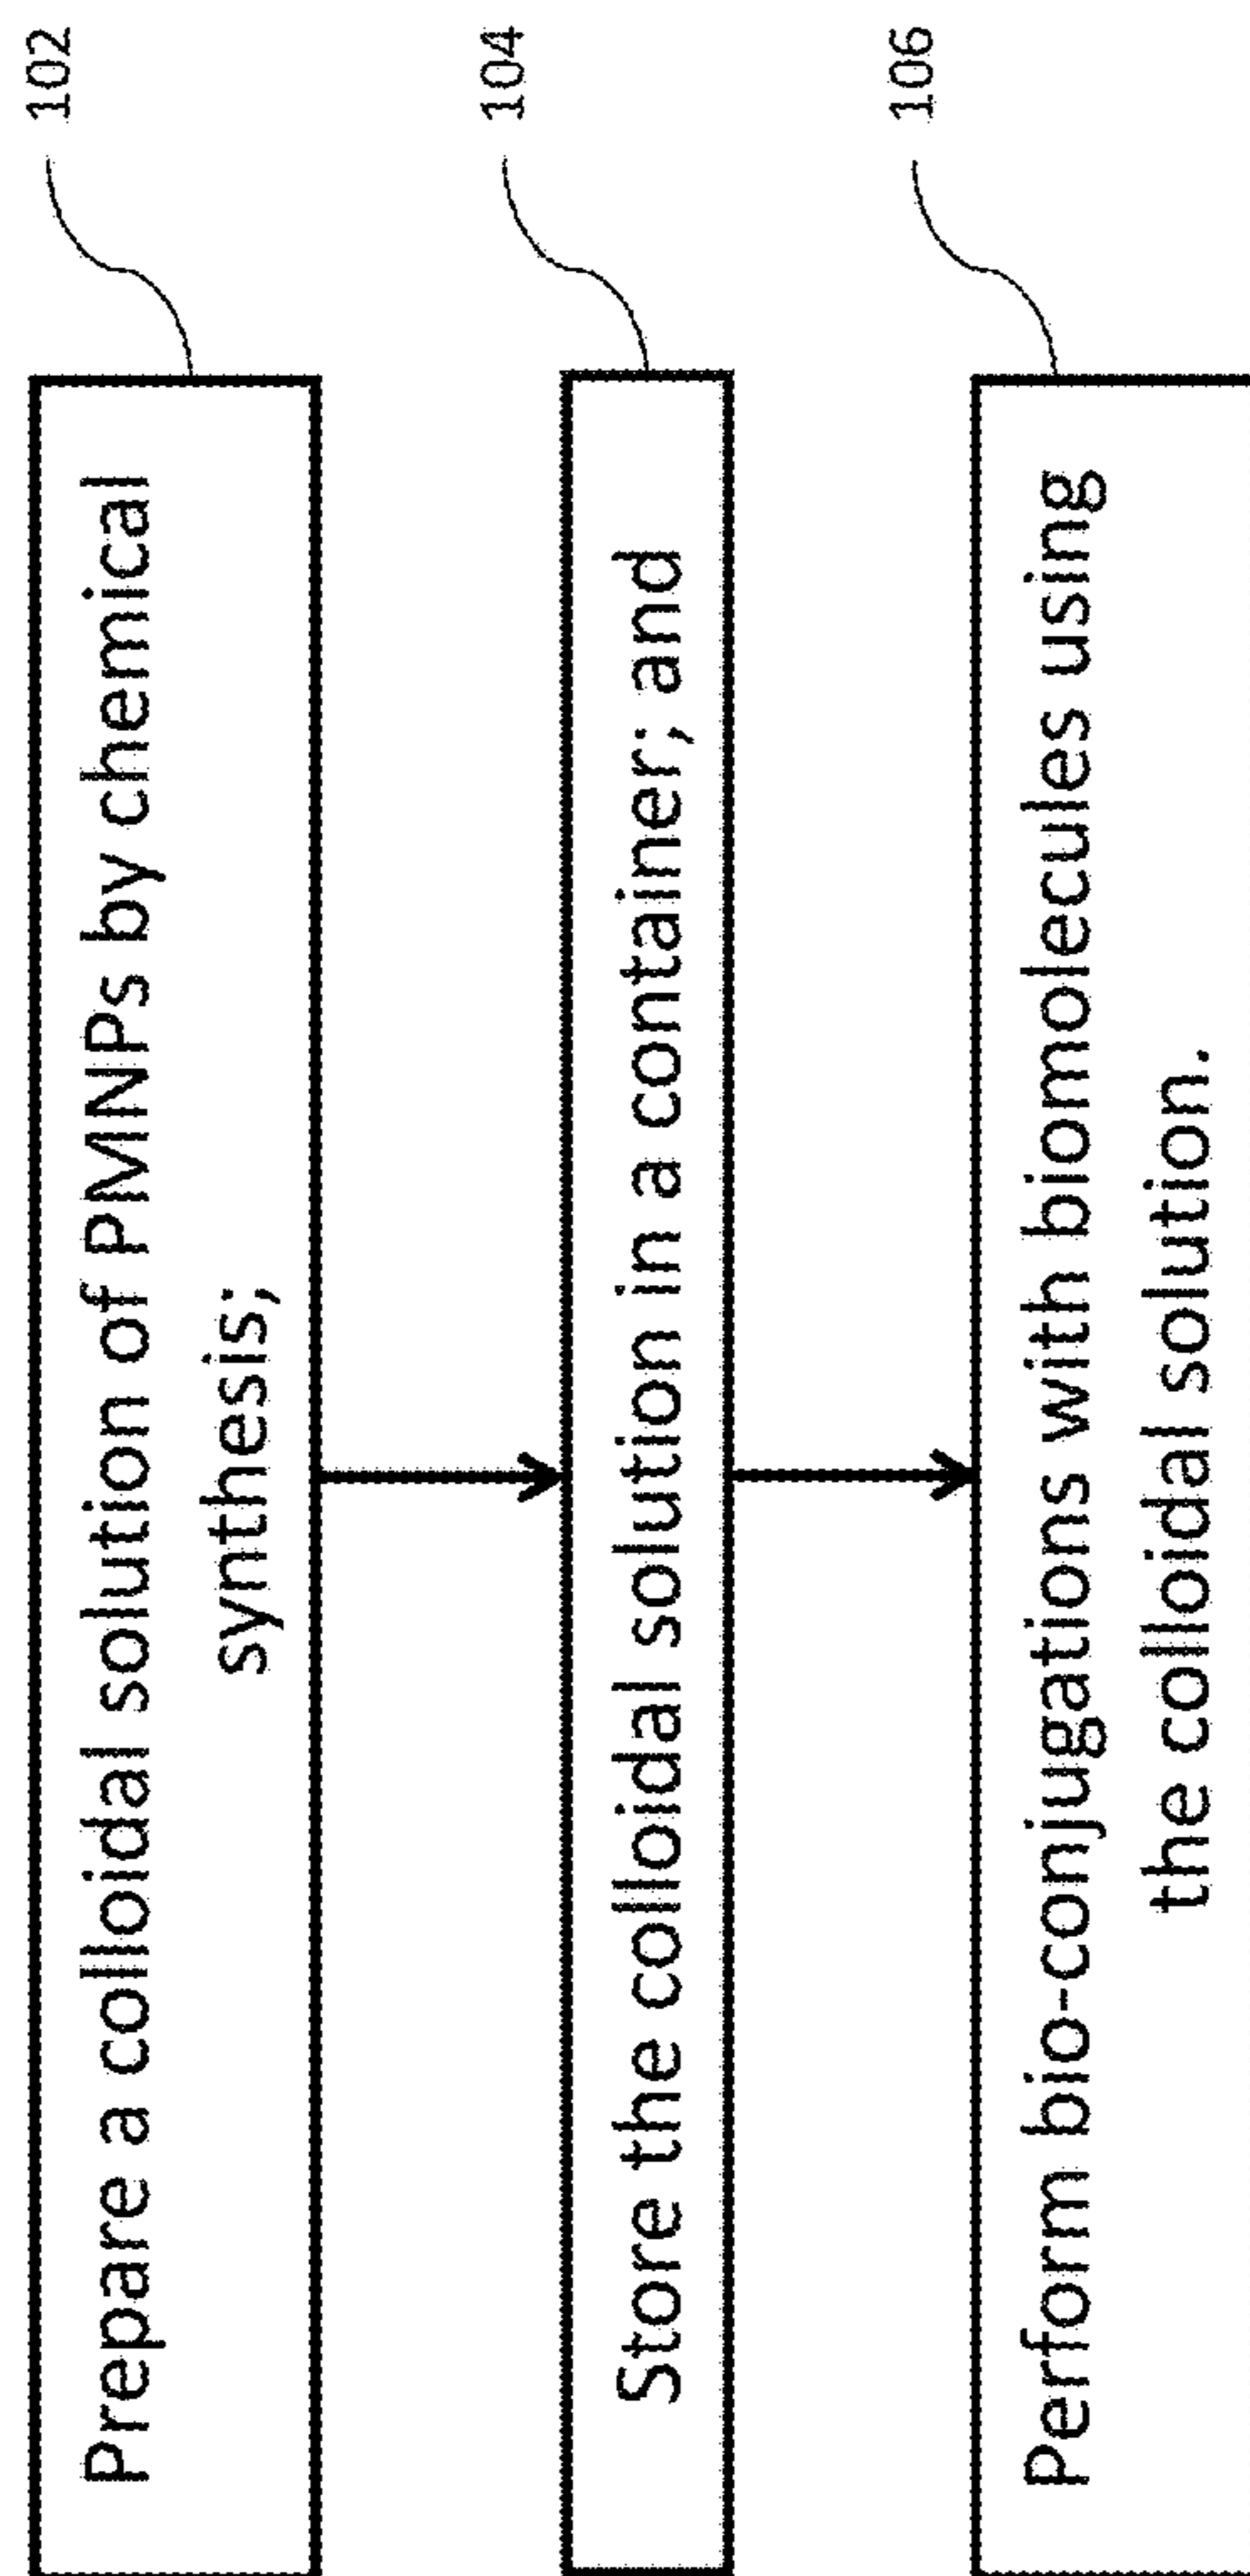 Prepare a colloidal solution of PMNPs by chemical
synthesis;
102
Store the colloidal solution in a container; and
104
Perform bio-conjugations with biomolecules using
the colloidal solution.
106